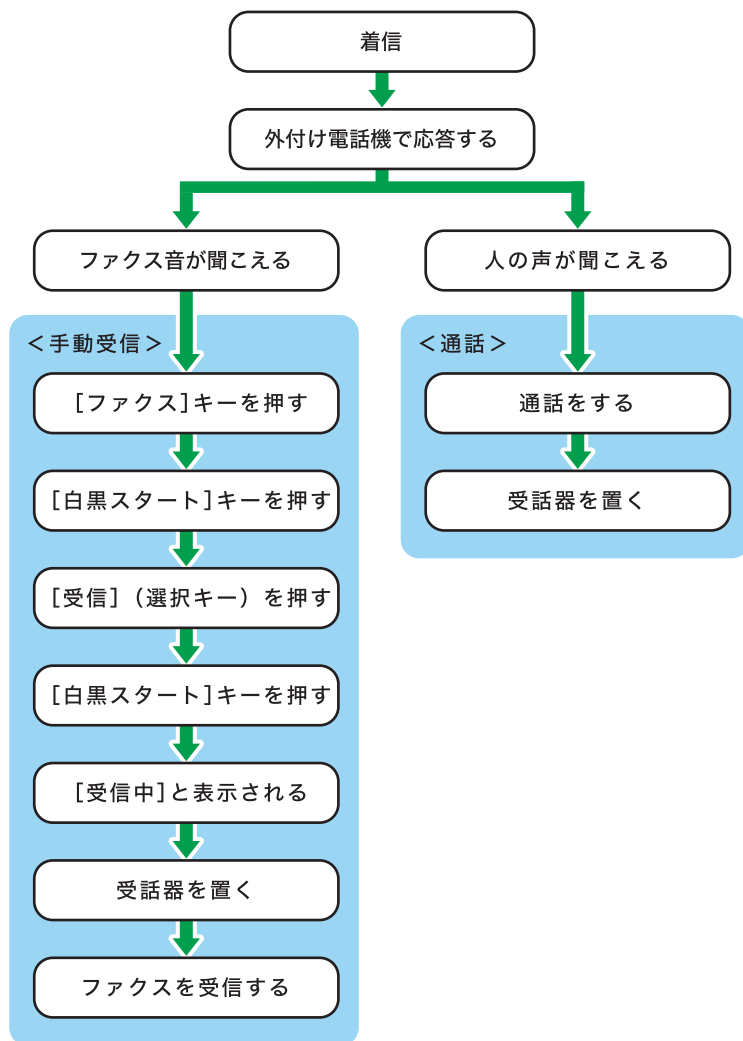 着信
外付け電話機で応答する
ファクス音が聞こえる
＜手動受信＞
［ファクス］キーを押す
［白黒スタート］キーを押す
［受信］（選択キー）を押す
［白黒スタート］キーを押す
［受信中］と表示される
受話器を置く
ファクスを受信する
人の声が聞こえる
＜通話＞
通話をする
受話器を置く